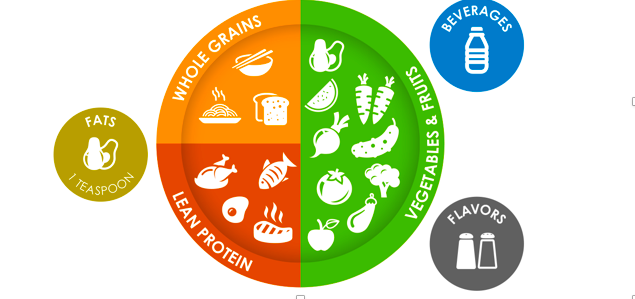 WHOLE GRAINS
VEGETABLES & FRUITS
LEAN PROTEIN
BEVERAGES
FATS
1 TEASPOON
FLAVORS